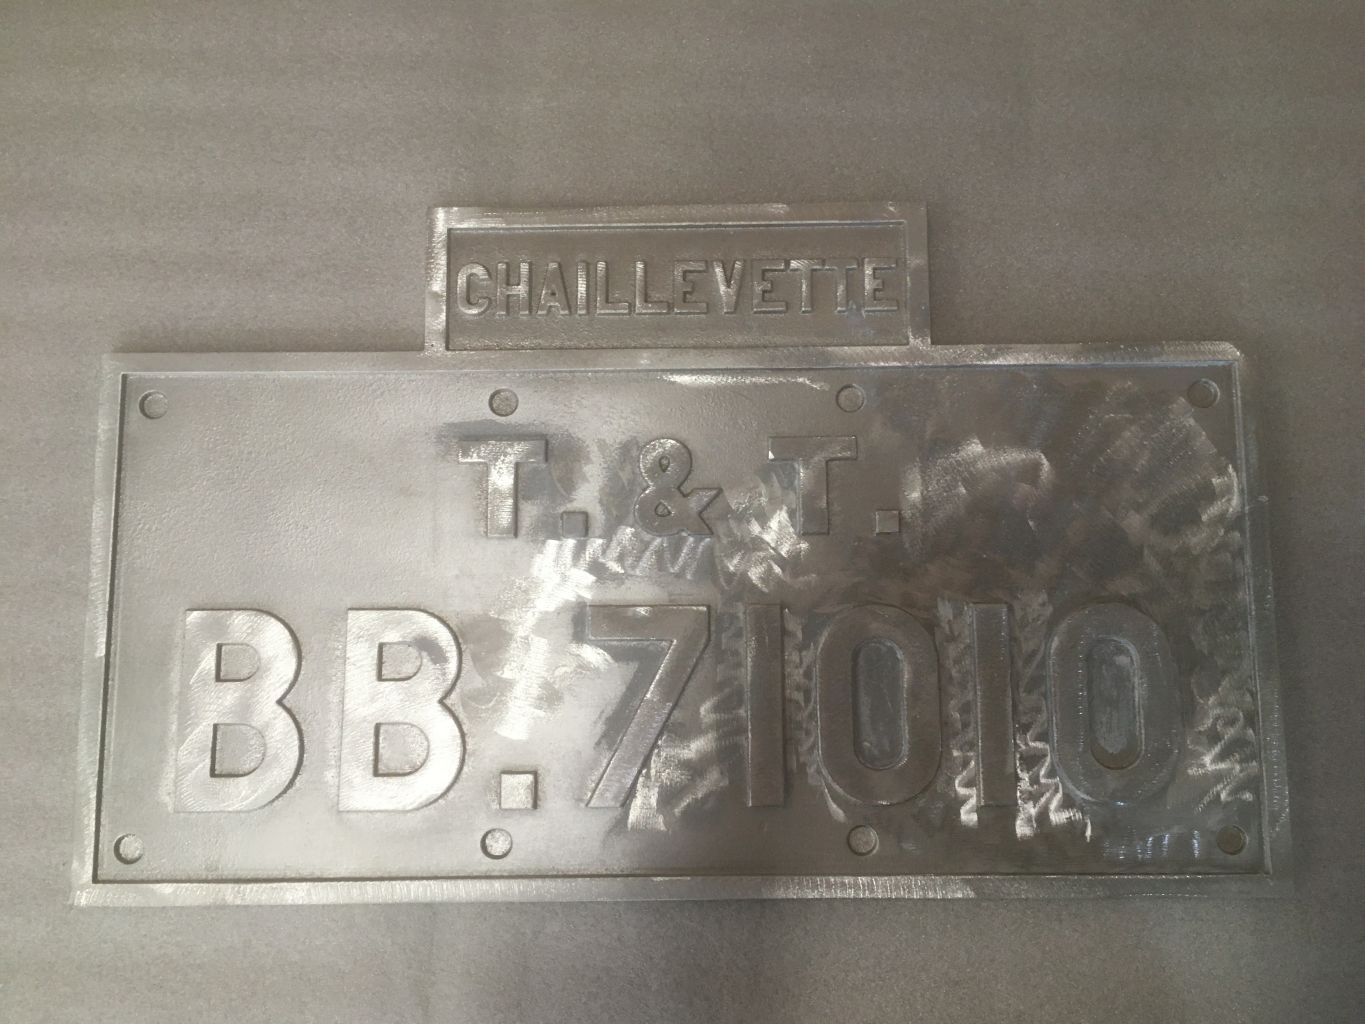 CHAILLEVETTE
T. & T.
BB.71010